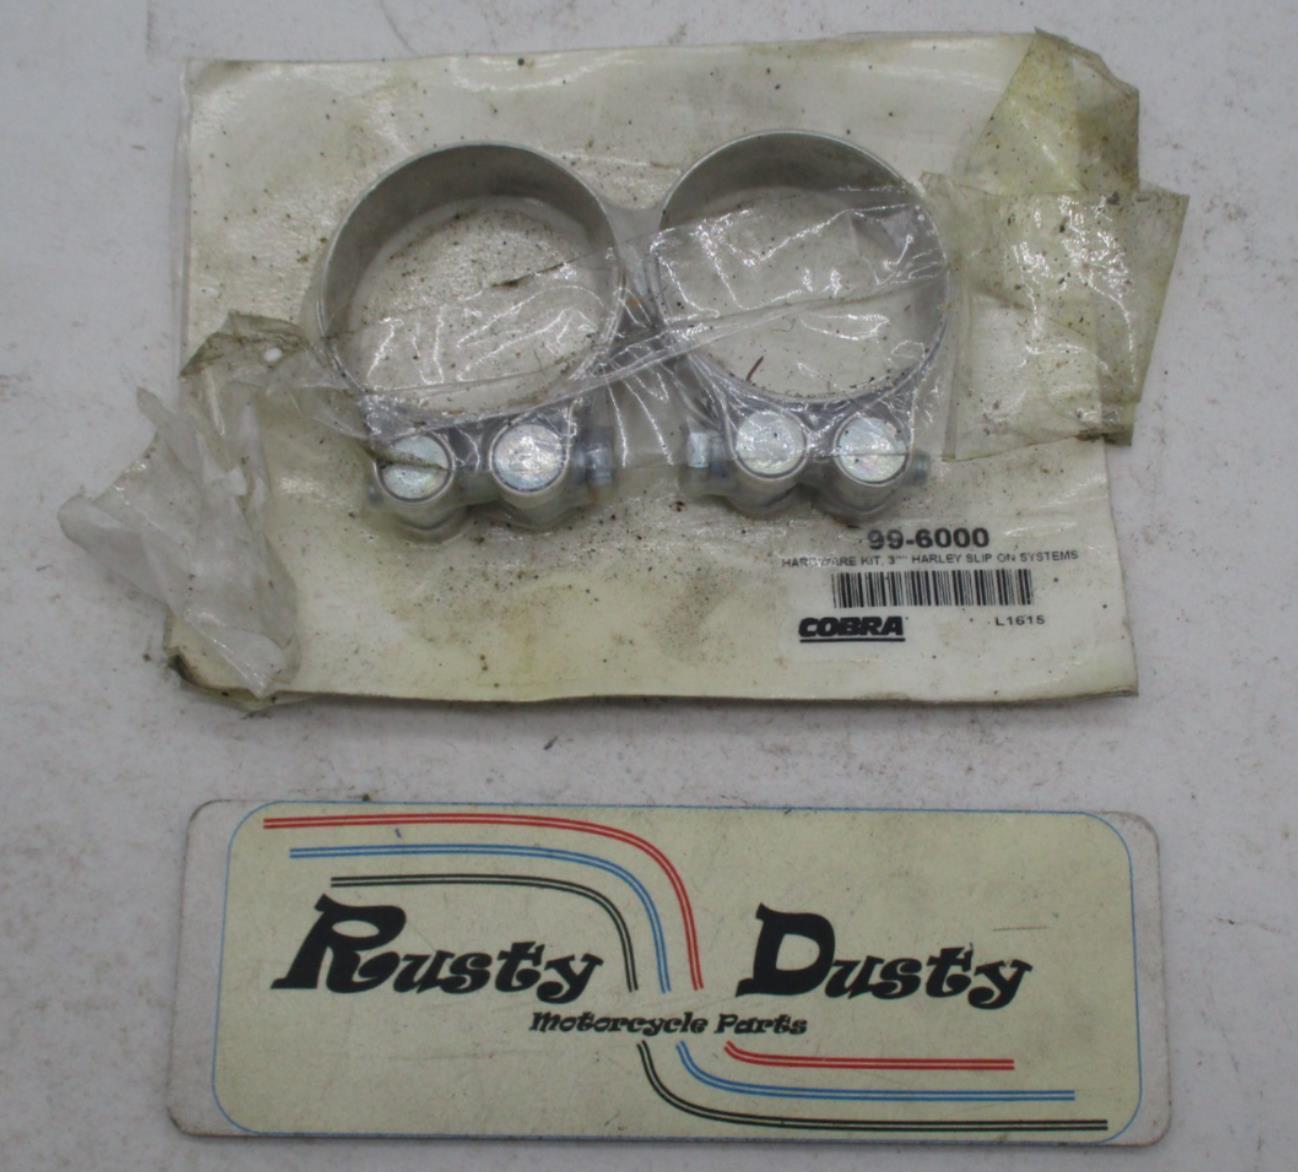 99-6000
HARDWARE KIT, 3"" HARLEY SLIP ON SYSTEMS
COBRA
L1615
Rusty Dusty
Motorcycle Parts